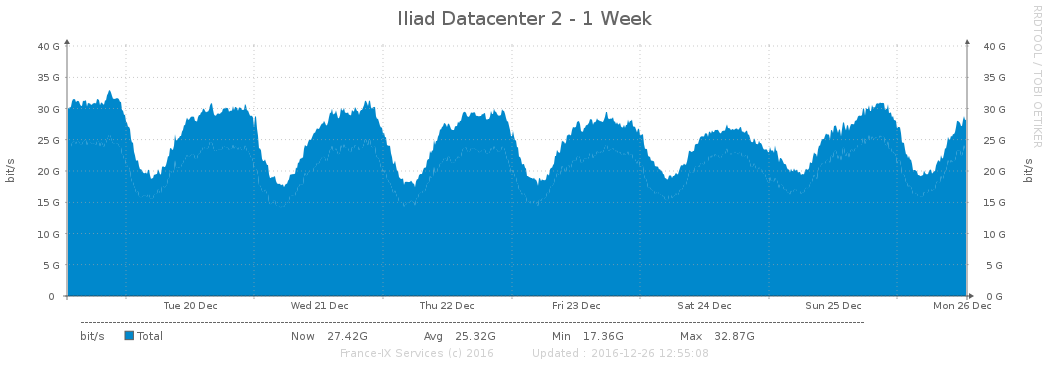 Iliad Datacenter 2 - 1 Week
RRDTOOL / TOBI OETIKER
40 G 40 G
35 G 35 G
30 G 30 G
25 G 25 G
20 G 20 G
15 G 15 G
10 G 10 G
5 G 5 G
0 0 G
bit/s bit/s
Tue 20 Dec Wed 21 Dec Thu 22 Dec Fri 23 Dec Sat 24 Dec Sun 25 Dec Mon 26 Dec
bit/s Total Now 27.42G Avg 25.32G Min 17.36G Max 32.87G
France-IX Services (c) 2016 Updated : 2016-12-26 12:55:08